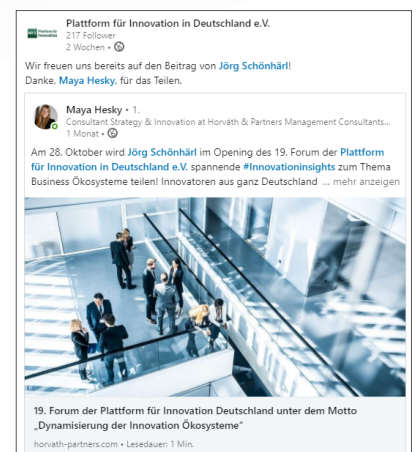 Plattform für Innovation in Deutschland e.V.
217 Follower
2 Wochen •
Wir freuen uns bereits auf den Beitrag von Jörg Schönhärl!
Danke, Maya Hesky, für das Teilen.
Maya Hesky • 1.
Consultant Strategy & Innovation at Horváth & Partners Management Consultants...
1 Monat •
Am 28. Oktober wird Jörg Schönhärl im Opening des 19. Forum der Plattform
für Innovation in Deutschland e.V. spannende #Innovationinsights zum Thema
Business Ökosysteme teilen! Innovatoren aus ganz Deutschland ... mehr anzeigen
19. Forum der Plattform für Innovation Deutschland unter dem Motto
„Dynamisierung der Innovation Ökosysteme“
horvath-partners.com • Lesedauer: 1 Min.